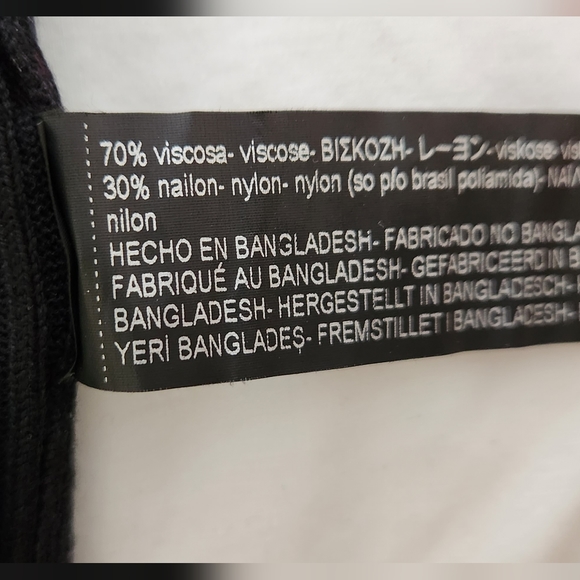 70% viscosa- viscose- ΒΙΣΚΟΖΗ- レーヨン- viskose-
30% nailon- nylon- nylon (so p/o brasil poliamida)-
nilon
HECHO EN BANGLADESH- FABRICADO NO
FABRIQUÉ AU BANGLADESH- GEFABRICEERD IN
BANGLADESH- HERGESTELLT IN BANGLADESCH-
YERİ BANGLADEŞ- FREMSTILLET I BANGLADESH-